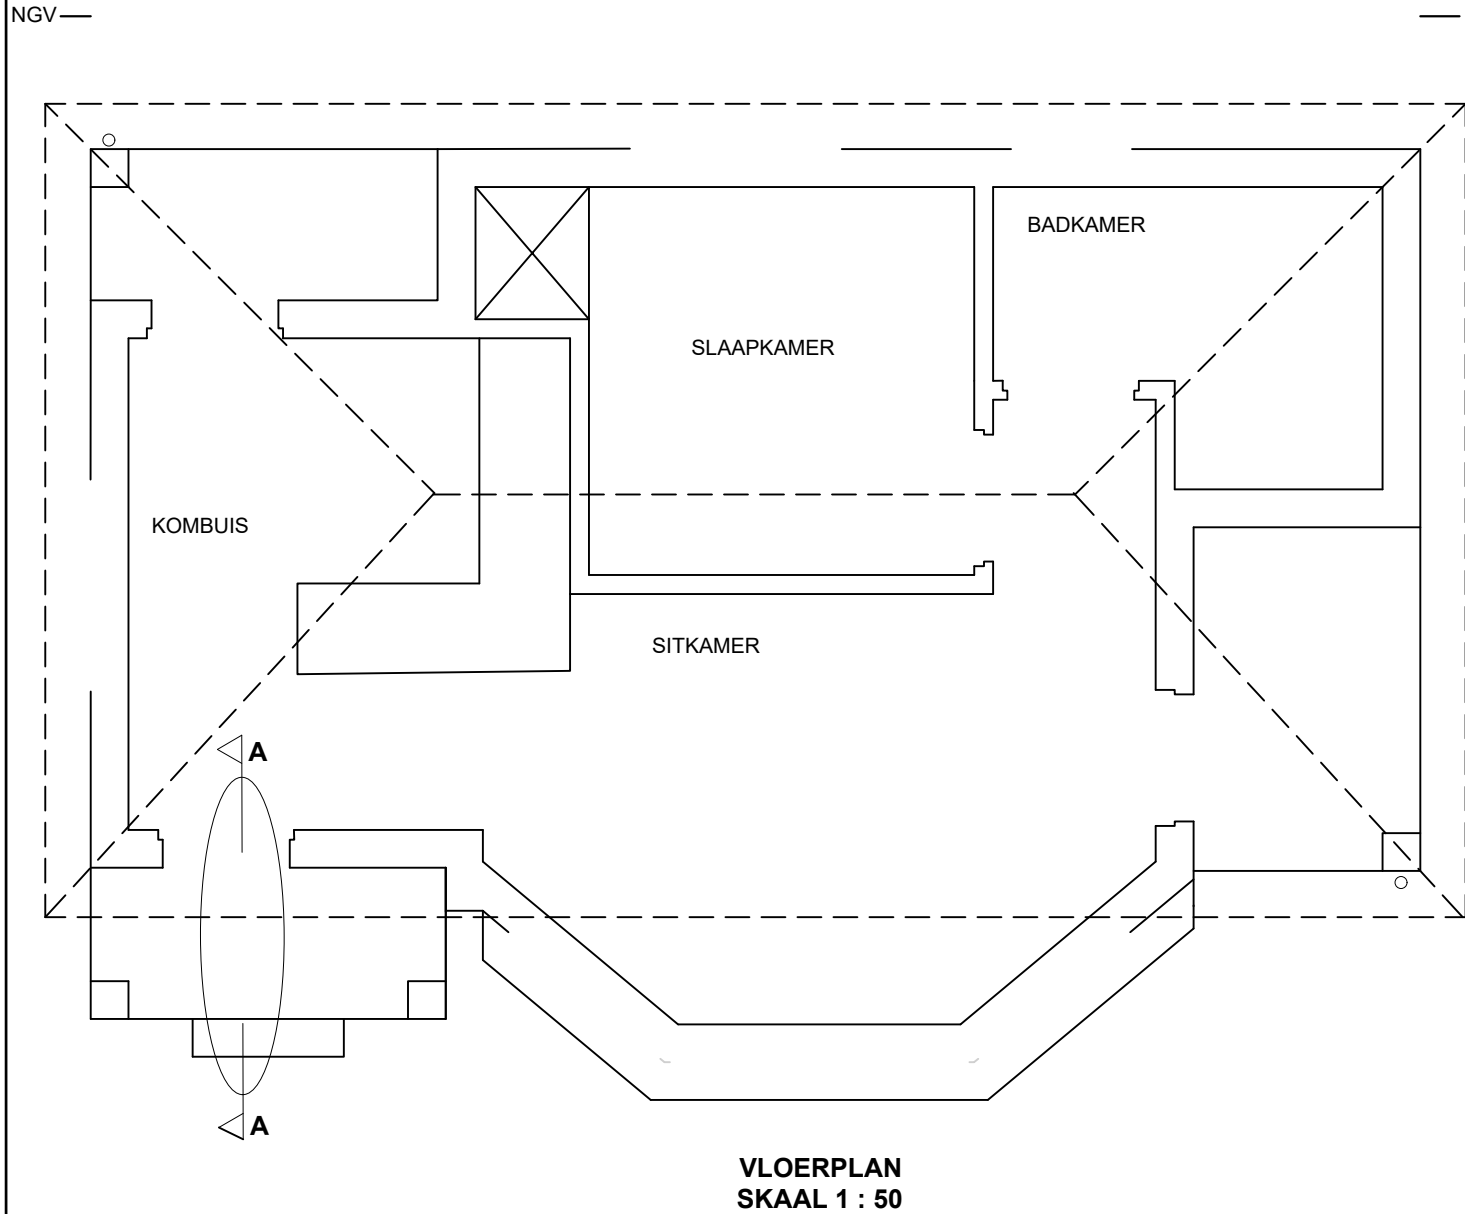 NGV
BADKAMER
SLAAPKAMER
KOMBUIS
SITKAMER
A
A
VLOERPLAN
SKAAL 1 : 50